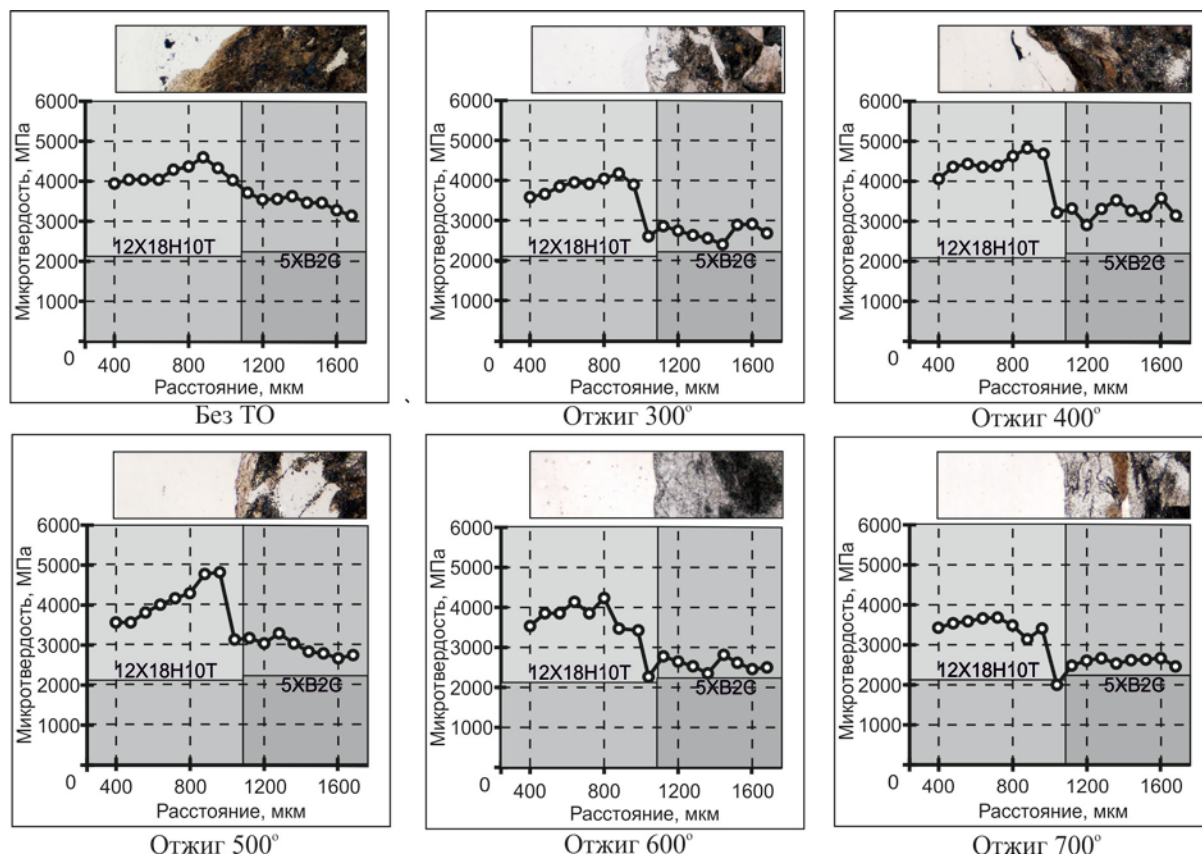 6000
5000
4000
3000
2000
1000
0
Микротвердость, МПа
12Х18Н10Т
5ХВ2С
400 800 1200 1600
Расстояние, мкм
Без ТО
6000
5000
4000
3000
2000
1000
0
Микротвердость, МПа
12Х18Н10Т
5ХВ2С
400 800 1200 1600
Расстояние, мкм
Отжиг 300°
6000
5000
4000
3000
2000
1000
0
Микротвердость, МПа
12Х18Н10Т
5ХВ2С
400 800 1200 1600
Расстояние, мкм
Отжиг 400°
6000
5000
4000
3000
2000
1000
0
Микротвердость, МПа
12Х18Н10Т
5ХВ2С
400 800 1200 1600
Расстояние, мкм
Отжиг 500°
6000
5000
4000
3000
2000
1000
0
Микротвердость, МПа
12Х18Н10Т
5ХВ2С
400 800 1200 1600
Расстояние, мкм
Отжиг 600°
6000
5000
4000
3000
2000
1000
0
Микротвердость, МПа
12Х18Н10Т
5ХВ2С
400 800 1200 1600
Расстояние, мкм
Отжиг 700°